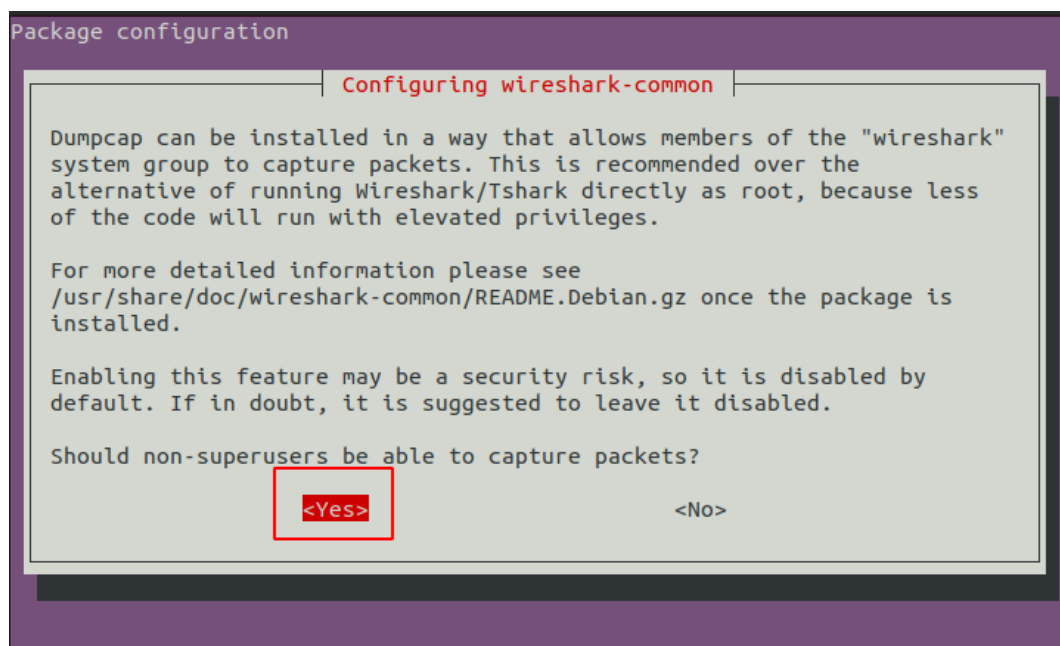 Package configuration
Configuring wireshark-common
Dumpcap can be installed in a way that allows members of the "wireshark"
system group to capture packets. This is recommended over the
alternative of running Wireshark/Tshark directly as root, because less
of the code will run with elevated privileges.
For more detailed information please see
/usr/share/doc/wireshark-common/README.Debian.gz once the package is
installed.
Enabling this feature may be a security risk, so it is disabled by
default. If in doubt, it is suggested to leave it disabled.
Should non-superusers be able to capture packets?
<Yes> <No>